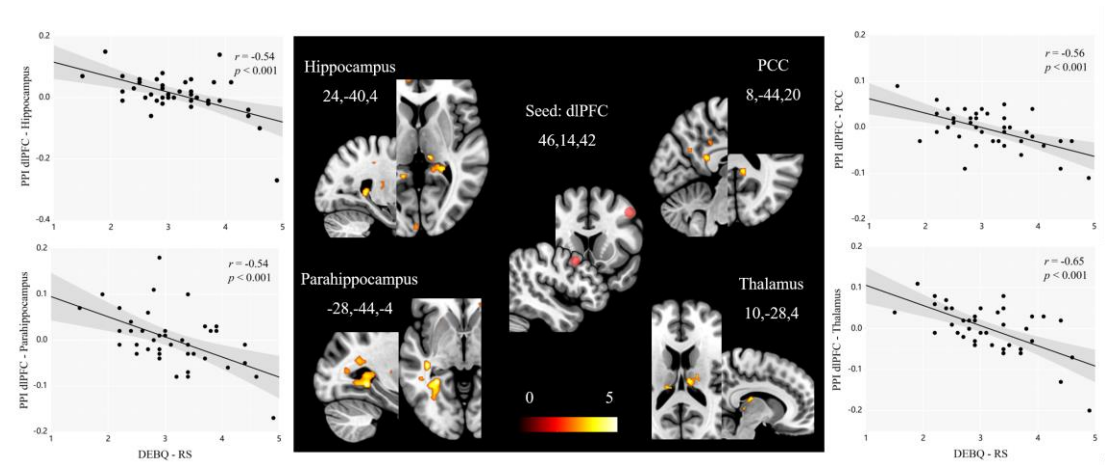 0.2
0.0
-0.2
-0.4
1
2
3
4
5
PPI dlPFC - Hippocampus
r = -0.54
p < 0.001
0.2
0.1
0.0
-0.1
-0.2
1
2
3
4
5
PPI dlPFC - Parahippocampus
DEBQ - RS
r = -0.54
p < 0.001
Hippocampus
24,-40,4
Seed: dlPFC
46,14,42
PCC
8,-44,20
Parahippocampus
-28,-44,-4
Thalamus
10,-28,4
0
5
0.2
0.1
0.0
-0.1
-0.2
1
2
3
4
5
PPI dlPFC - PCC
r = -0.56
p < 0.001
0.2
0.1
0.0
-0.1
-0.2
1
2
3
4
5
PPI dlPFC - Thalamus
DEBQ - RS
r = -0.65
p < 0.001